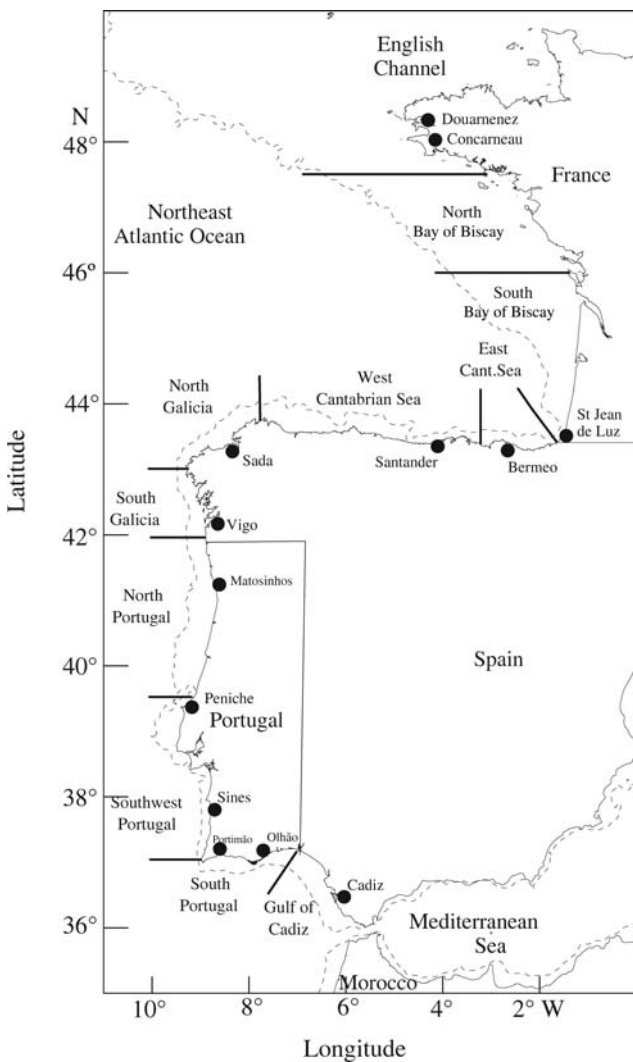 English
Channel
N
Douarnenez
Concarneau
48°
France
North
Bay of Biscay
Northeast
Atlantic Ocean
46°
South
Bay of Biscay
East
Cant.Sea
West
Cantabrian Sea
North
Galicia
44°
St Jean
de Luz
Sada
Santander
Bermeo
South
Galicia
Vigo
42°
Matosinhos
North
Portugal
Spain
40°
Peniche
Portugal
38°
Sines
Southwest
Portugal
Portimão
Olhão
South
Portugal
Gulf of
Cadiz
Cadiz
36°
Mediterranean
Sea
Morocco
10°
8°
6°
4°
2° W
Latitude
Longitude